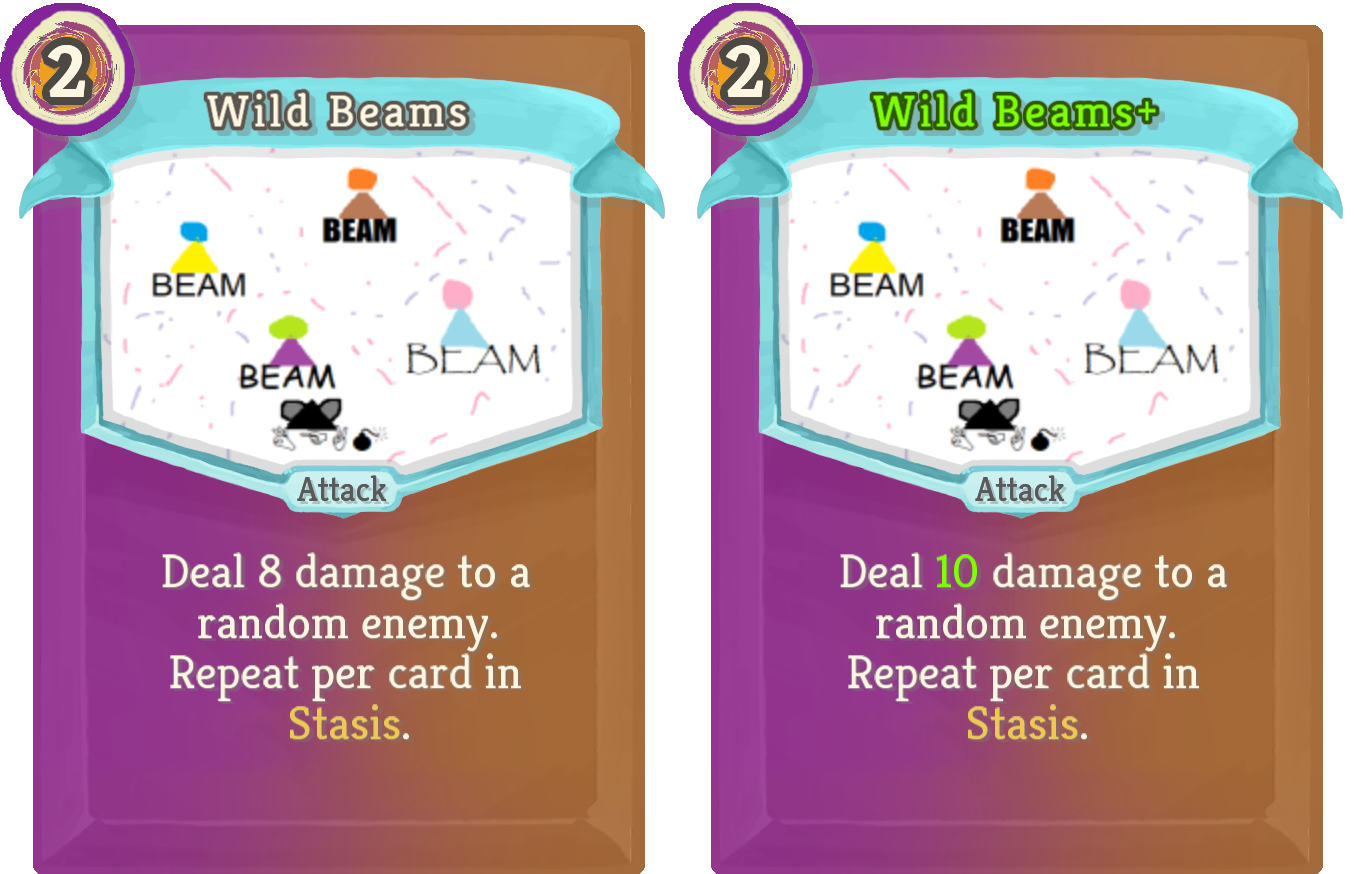 2
Wild Beams
BEAM
BEAM
BEAM
BEAM
Attack
Deal 8 damage to a
random enemy.
Repeat per card in
Stasis.
2
Wild Beams+
BEAM
BEAM
BEAM
BEAM
Attack
Deal 10 damage to a
random enemy.
Repeat per card in
Stasis.